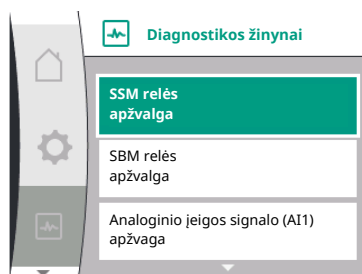 Diagnostikos žinynai
SSM relės
apžvalga
SBM relės
apžvalga
Analoginio įeigos signalo (AI1)
apžvaga